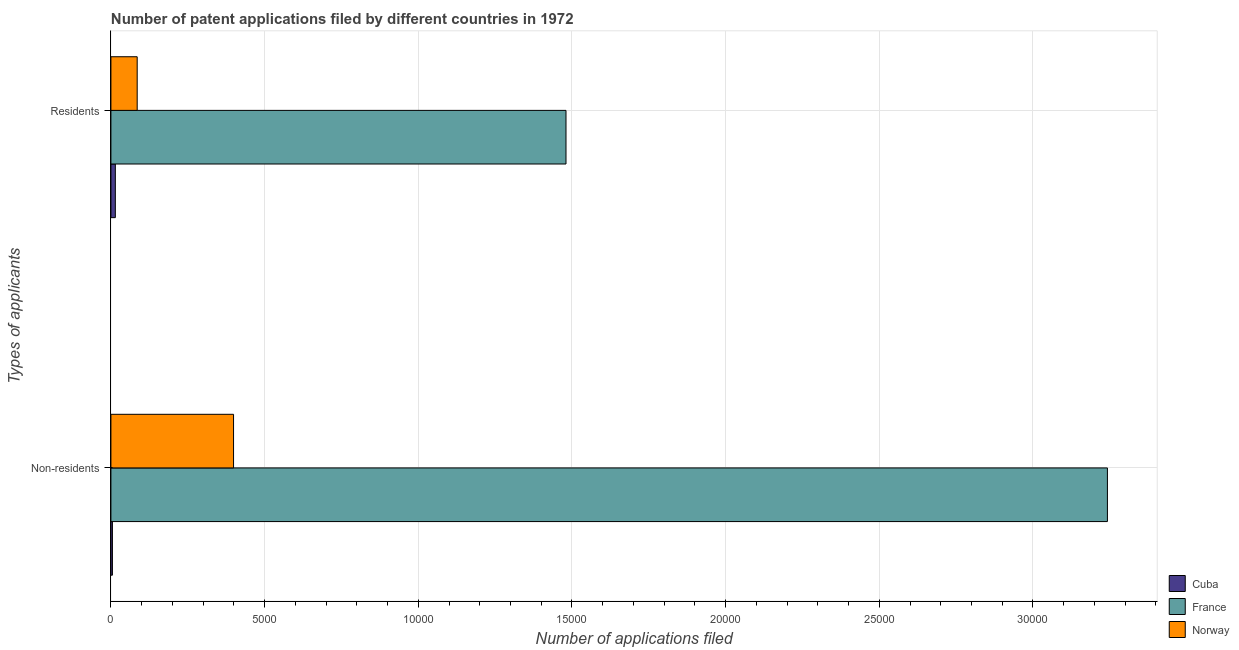 Number of patent applications filed by different countries in 1972
Types of applicants
Residents
Non-residents
0
5000
10000
15000
20000
25000
30000
Number of applications filed
Cuba
France
Norway